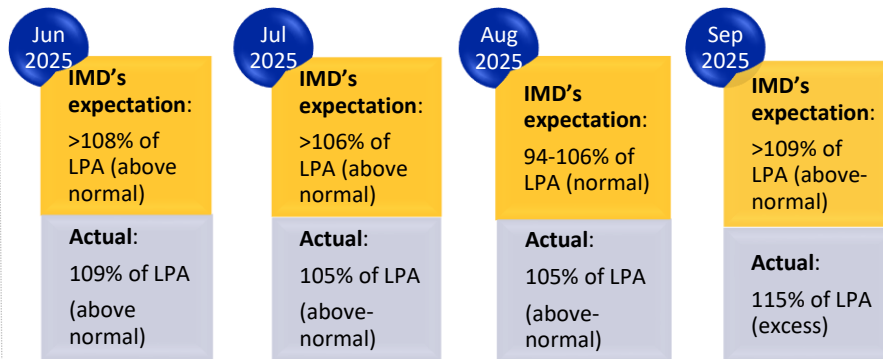 Jun
2025
IMD's
expectation:
>108% of
LPA (above
normal)
Actual:
109% of LPA
(above
normal)
Jul
2025
IMD's
expectation:
>106% of
LPA (above
normal)
Actual:
105% of LPA
(above-
normal)
Aug
2025
IMD's
expectation:
94-106% of
LPA (normal)
Actual:
105% of LPA
(above-
normal)
Sep
2025
IMD's
expectation:
>109% of
LPA (above-
normal)
Actual:
115% of LPA
(excess)